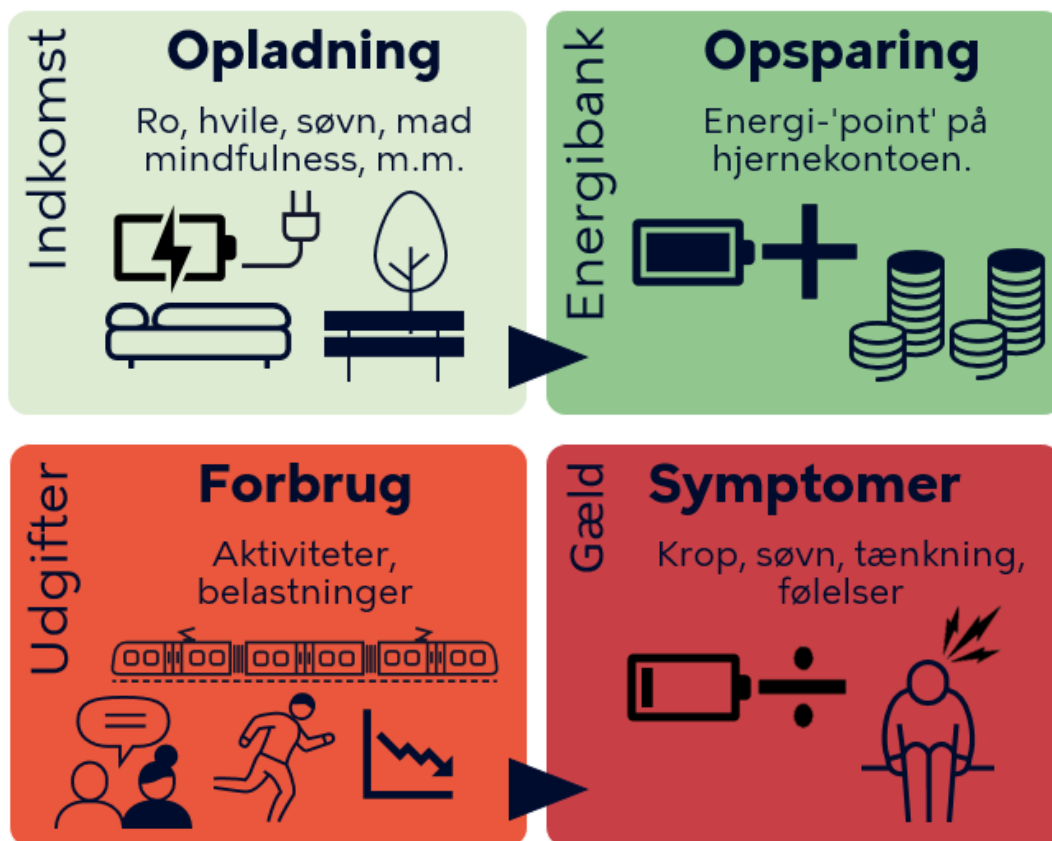 Indkomst
Opladning
Ro, hvile, søvn, mad
mindfulness, m.m.
Energibank
Opsparing
Energi-'point' på
hjernekontoen.
Udgifter
Forbrug
Aktiviteter,
belastninger
Gæld
Symptomer
Krop, søvn, tænkning,
følelser